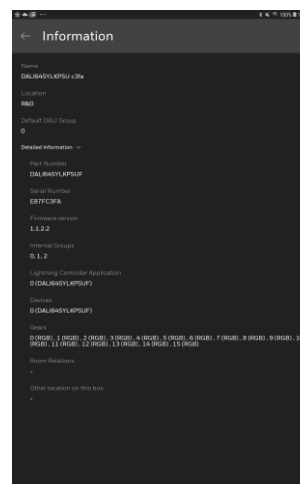 100%
← Information
Name
DALI64SYLKPSU c3fa
Location
R&D
Default DALI Group
0
Detailed Information
Part Number
DALI64SYLKPSUF
Serial Number
E87FC3FA
Firmware version
1.1.2.2
Internal Groups
0, 1, 2
Lightning Controller Application
0 (DALI64SYLKPSUF)
Devices
0 (DALI64SYLKPSUF)
Gears
0 (RGB) , 1 (RGB) , 2 (RGB) , 3 (RGB) , 4 (RGB) , 5 (RGB) , 6 (RGB) , 7 (RGB) , 8 (RGB) , 9 (RGB) , 1
(RGB) , 11 (RGB) , 12 (RGB) , 13 (RGB) , 14 (RGB) , 15 (RGB)
Room Relations
-
Other location on this bus
-